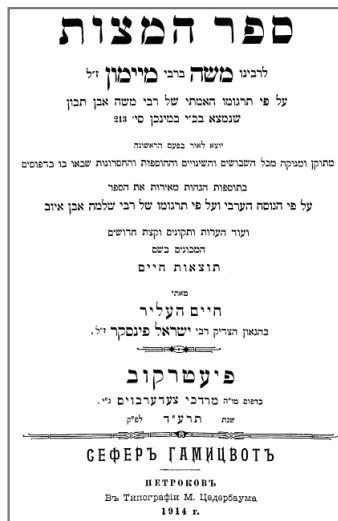 ספר המצות
לרבינו משה ברבי מיימון ז״ל
על פי תרגומו האמתי של רבי משה אבן תבון
שנמצא בכ״י במינכן סי׳ 213
יוצא לאור בפעם הראשונה
מתוקן ומנוקה מכל השבושים והשינויים וההוספות והחסרונות שבאו בו בדפוסים
בתוספות הגהות מאירות את הספר
על פי הנוסח הערבי ועל פי תרגומו של רבי שלמה אבן איוב
ועוד הערות ותקונים וקצת חדושים
המכונים בשם
תוצאות חיים
מאתי
חיים העליר
בהגאון הצדיק רבי ישראל פינסקר ז״ל.
פיעטרקוב
בדפוס מו״ה מרדכי צעדערבוים נ״י.
שנת תרע״ד לפ״ק
СЕФЕРЪ ГАМИЦВОТЪ
ПЕТРОКОВЪ
Въ Типографіи М. Цедербаума
1914 г.